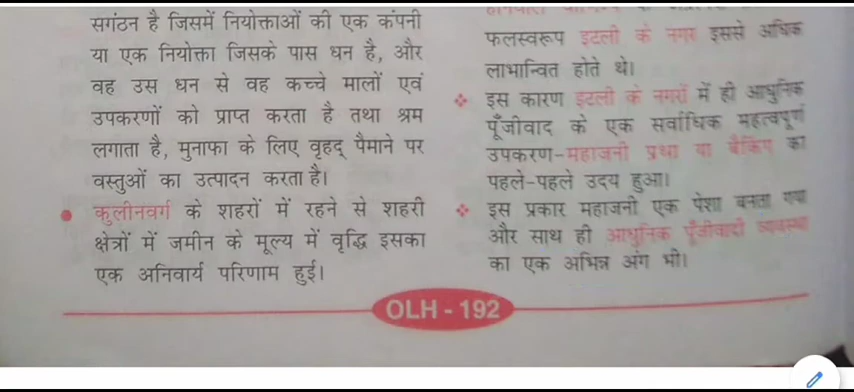 सगंठन है जिसमें नियोक्ताओं की एक कंपनी
या एक नियोक्ता जिसके पास धन है, और
वह उस धन से वह कच्चे मालों एवं
उपकरणों को प्राप्त करता है तथा श्रम
लगाता है, मुनाफा के लिए वृहद् पैमाने पर
वस्तुओं का उत्पादन करता है।
कुलीनवर्ग के शहरों में रहने से शहरी
क्षेत्रों में जमीन के मूल्य में वृद्धि इसका
एक अनिवार्य परिणाम हुई।
फलस्वरूप इटली के नगर इससे अधिक
लाभान्वित होते थे।
इस कारण इटली के नगरों में ही आधुनिक
पूँजीवाद के एक सर्वाधिक महत्वपूर्ण
उपकरण-महाजनी प्रथा या बैंकिंग का
पहले-पहले उदय हुआ।
इस प्रकार महाजनी एक पेशा बनता गया
और साथ ही आधुनिक पूँजीवादी व्यवस्था
का एक अभिन्न अंग भी।
OLH - 192